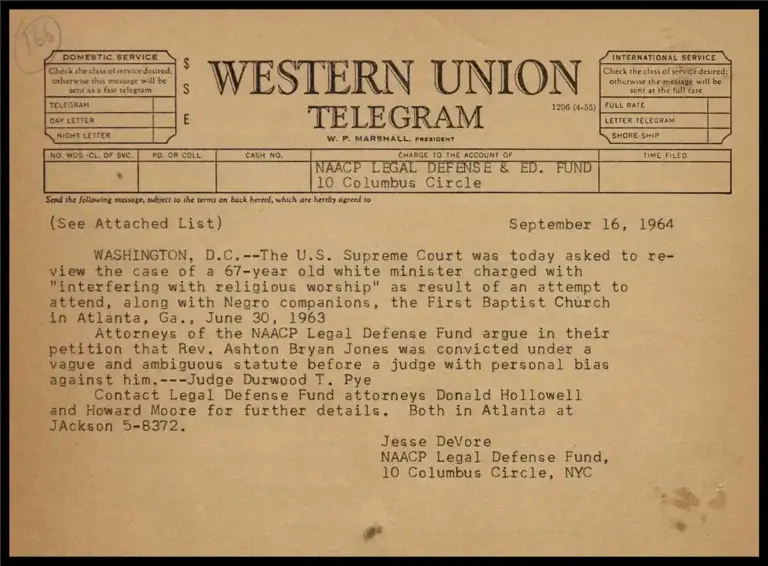 166
DOMESTIC SERVICE
Check the class of service desired;
otherwise this message will be
sent as a fast telegram
TELEGRAM
DAY LETTER
NIGHT LETTER
$
S
E
WESTERN UNION
TELEGRAM
1206 (4-55)
W. P. MARSHALL, PRESIDENT
INTERNATIONAL SERVICE
Check the class of service desired;
otherwise the message will be
sent at the full rate
FULL RATE
LETTER TELEGRAM
SHORE-SHIP
NO. WDS.-CL. OF SVC.
PD. OR COLL.
CASH NO.
CHARGE TO THE ACCOUNT OF
TIME FILED
NAACP LEGAL DEFENSE & ED. FUND
10 Columbus Circle
Send the following message, subject to the terms on back hereof, which are hereby agreed to
(See Attached List) September 16, 1964
WASHINGTON, D.C.--The U.S. Supreme Court was today asked to re-
view the case of a 67-year old white minister charged with
"interfering with religious worship" as result of an attempt to
attend, along with Negro companions, the First Baptist Church
in Atlanta, Ga., June 30, 1963
Attorneys of the NAACP Legal Defense Fund argue in their
petition that Rev. Ashton Bryan Jones was convicted under a
vague and ambiguous statute before a judge with personal bias
against him.---Judge Durwood T. Pye
Contact Legal Defense Fund attorneys Donald Hollowell
and Howard Moore for further details. Both in Atlanta at
JAckson 5-8372.
Jesse DeVore
NAACP Legal Defense Fund,
10 Columbus Circle, NYC